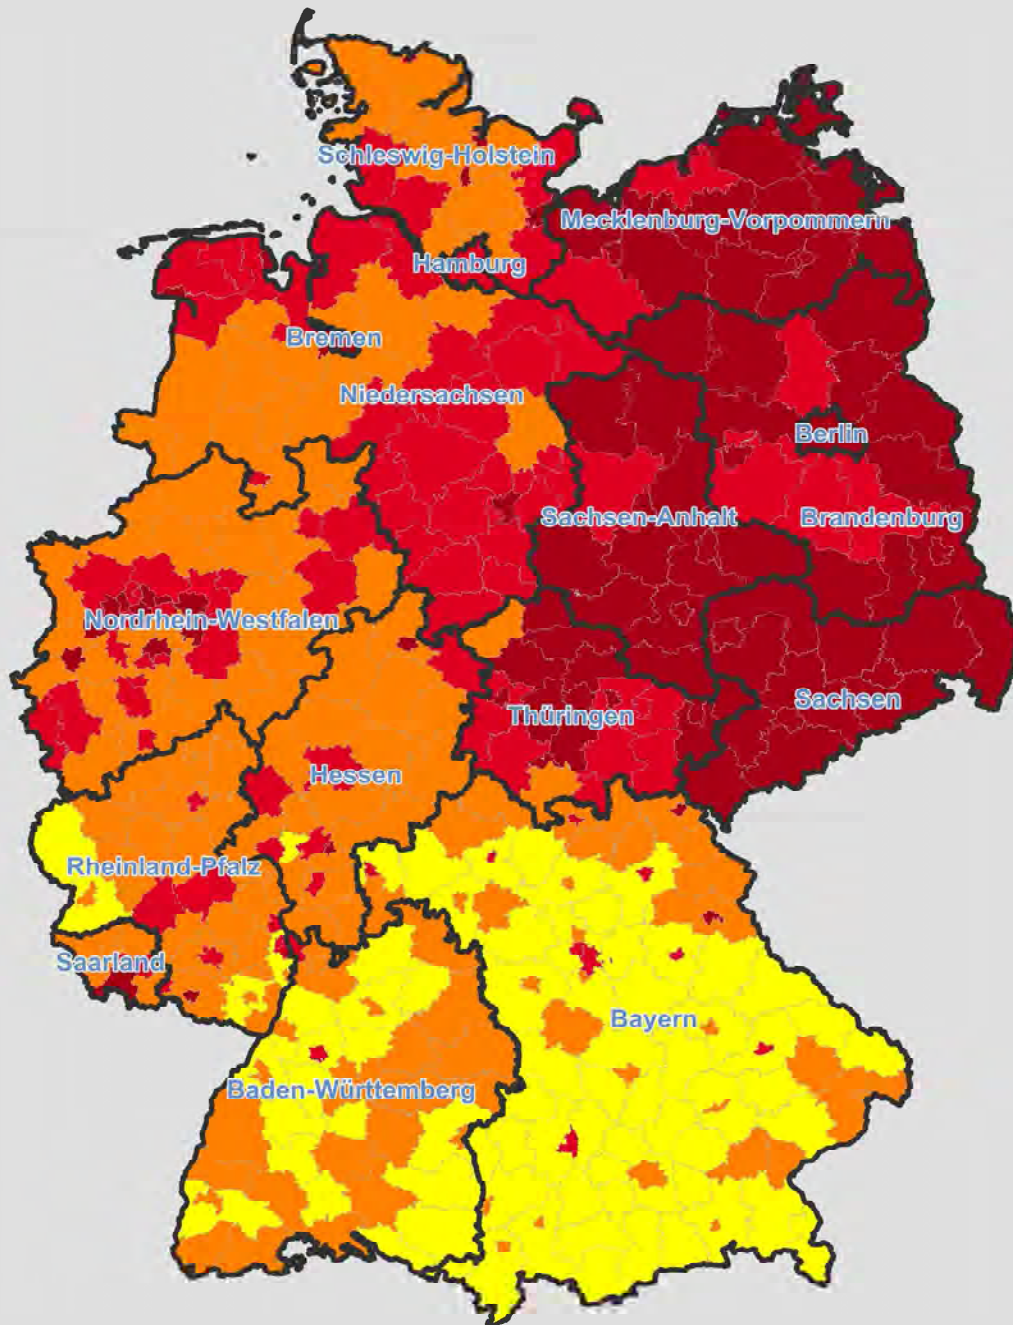 Schleswig-Holstein
Mecklenburg-Vorpommern
Hamburg
Bremen
Niedersachsen
Berlin
Sachsen-Anhalt
Brandenburg
Nordrhein-Westfalen
Sachsen
Thüringen
Hessen
Rheinland-Pfalz
Saarland
Bayern
Baden-Württemberg